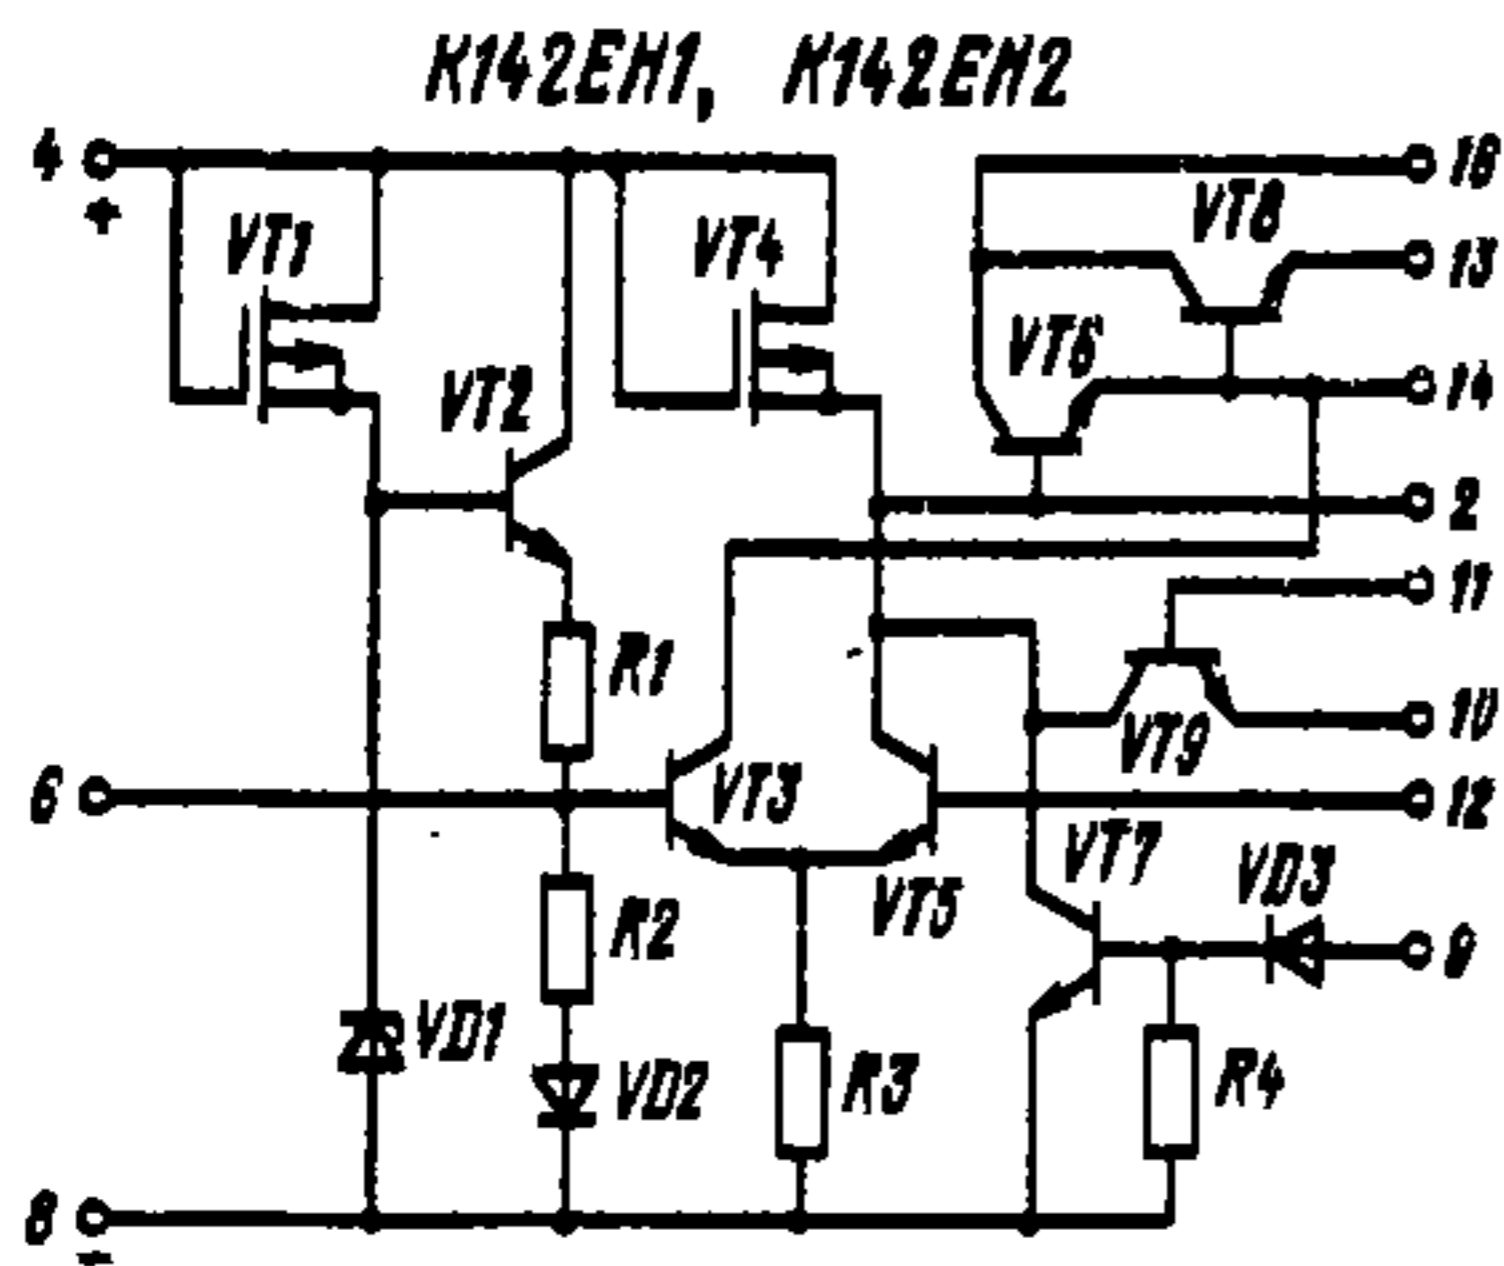 К142ЕН1, К142ЕН2
4
+
VT1
VT4
VT8
16
13
VT6
14
VT2
2
11
R1
10
VT9
6
VT3
12
VT7
VD3
VT5
R2
9
VD1
VD2
R3
R4
8
-